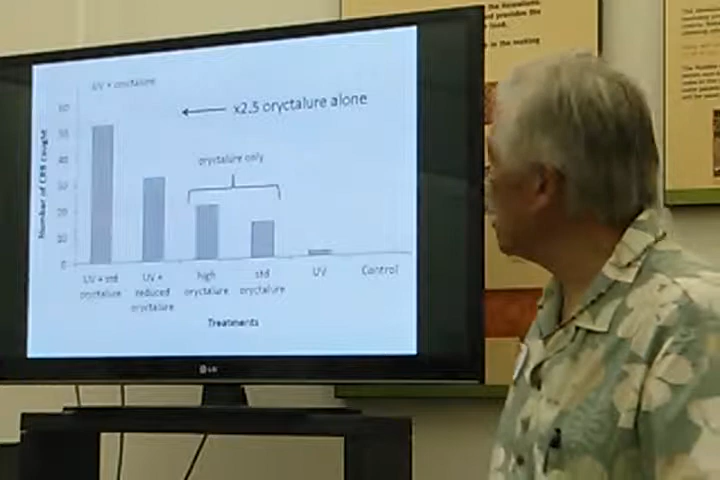 UV + oryctalure
x2.5 oryctalure alone
oryctalure only
Number of CRB caught
60
50
40
30
20
10
0
UV + std oryctalure
UV + reduced oryctalure
high oryctalure
std oryctalure
UV
Control
Treatments
LG